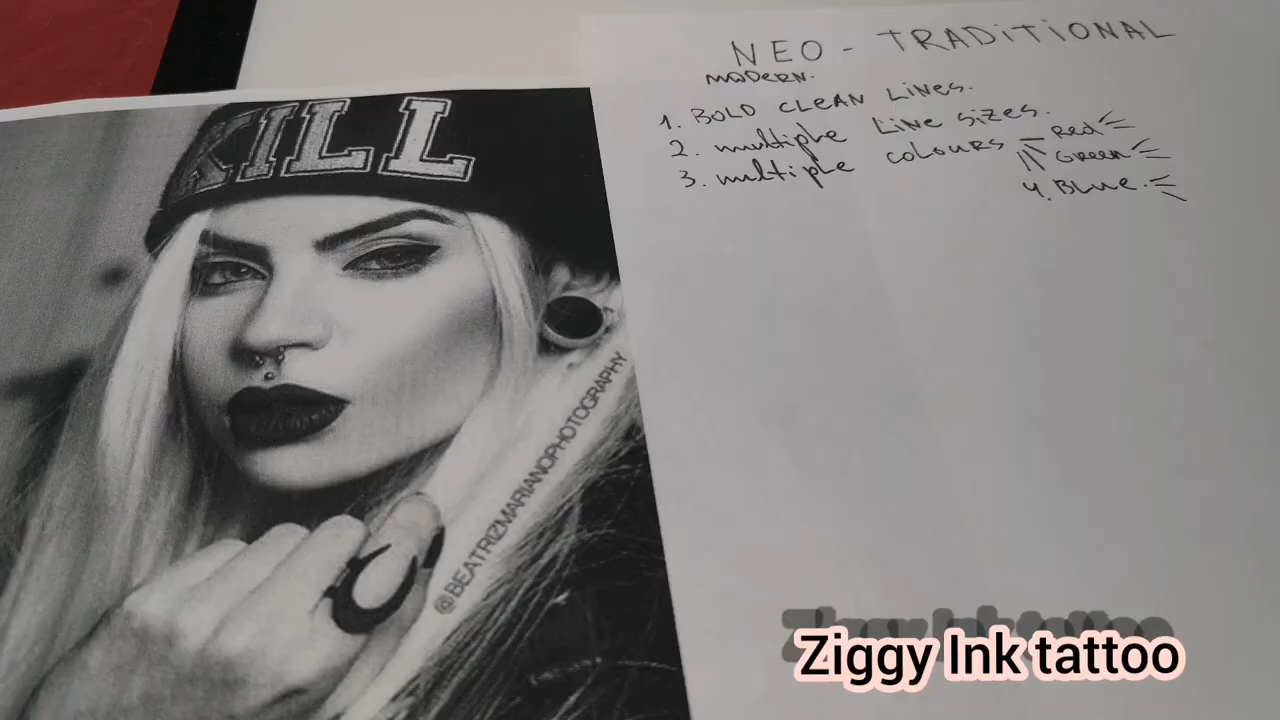 KILL
@BEATRIZMARIANOPHOTOGRAPHY
NEO - TRADITIONAL
MODERN.
1. BOLD CLEAN LINES.
2. multiple Line sizes.
3. multiple colours - Red
Green
4. Blue.
Ziggy Ink tattoo